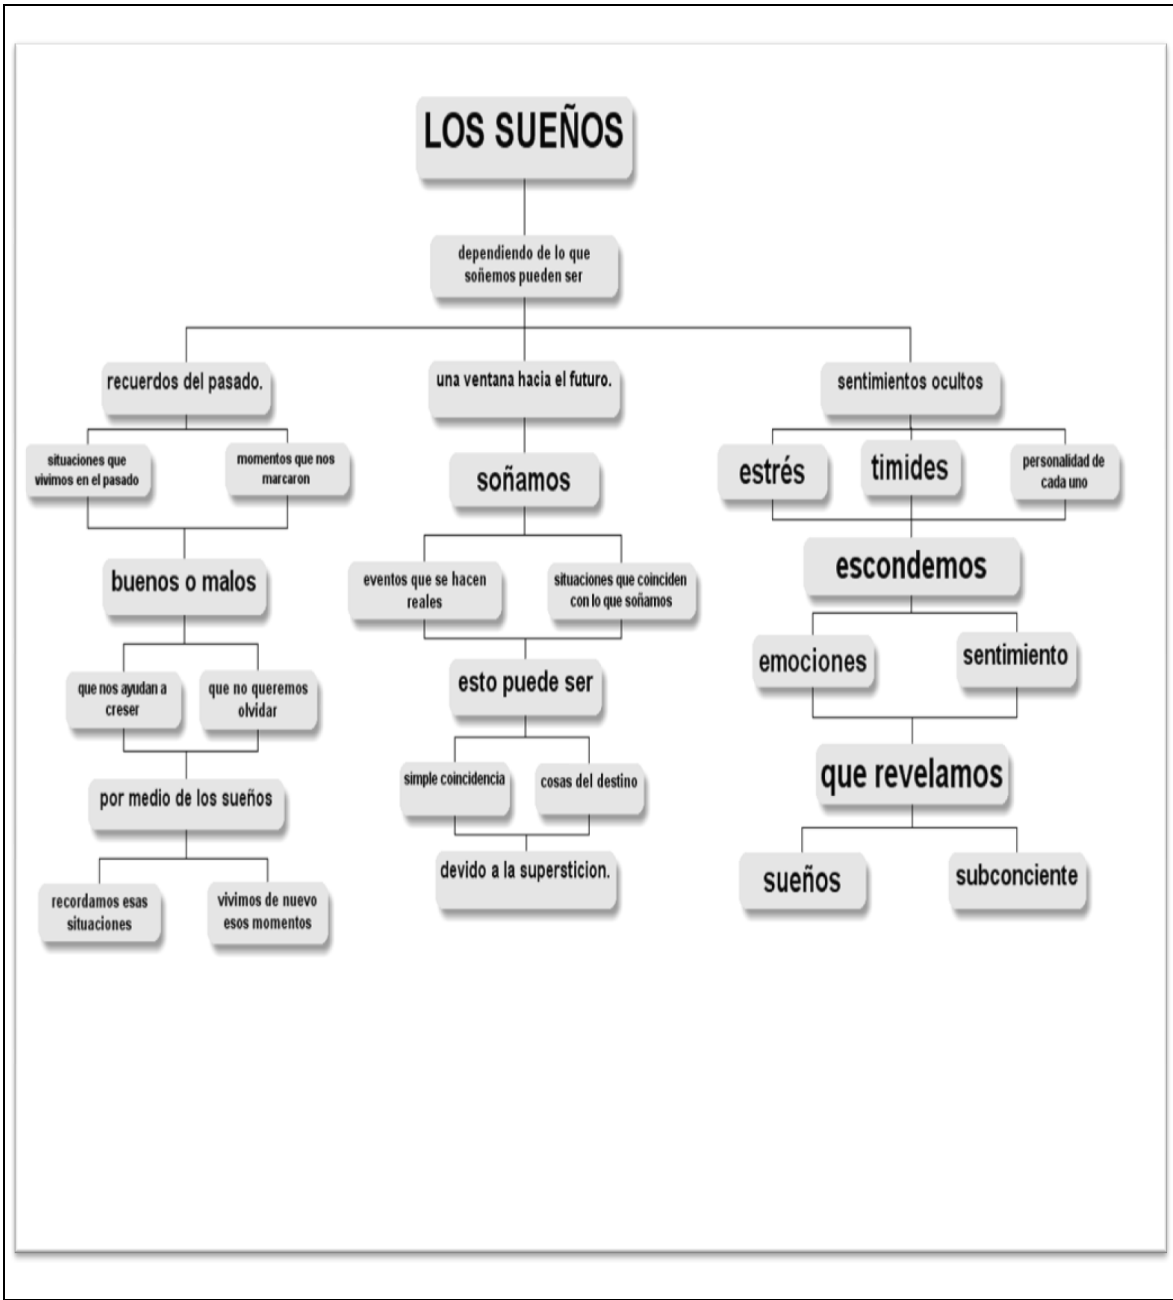 LOS SUEÑOS
dependiendo de lo que
soñemos pueden ser
recuerdos del pasado.
situaciones que
vivimos en el pasado
momentos que nos
marcaron
buenos o malos
que nos ayudan a
creser
que no queremos
olvidar
por medio de los sueños
recordamos esas
situaciones
vivimos de nuevo
esos momentos
una ventana hacia el futuro.
soñamos
eventos que se hacen
reales
situaciones que coinciden
con lo que soñamos
esto puede ser
simple coincidencia
cosas del destino
devido a la supersticion.
sentimientos ocultos
estrés
timides
personalidad de
cada uno
escondemos
emociones
sentimiento
que revelamos
sueños
subconciente